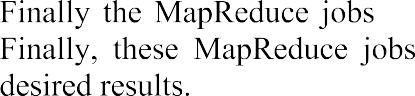 Finally the MapReduce jobs
Finally, these MapReduce jobs
desired results.